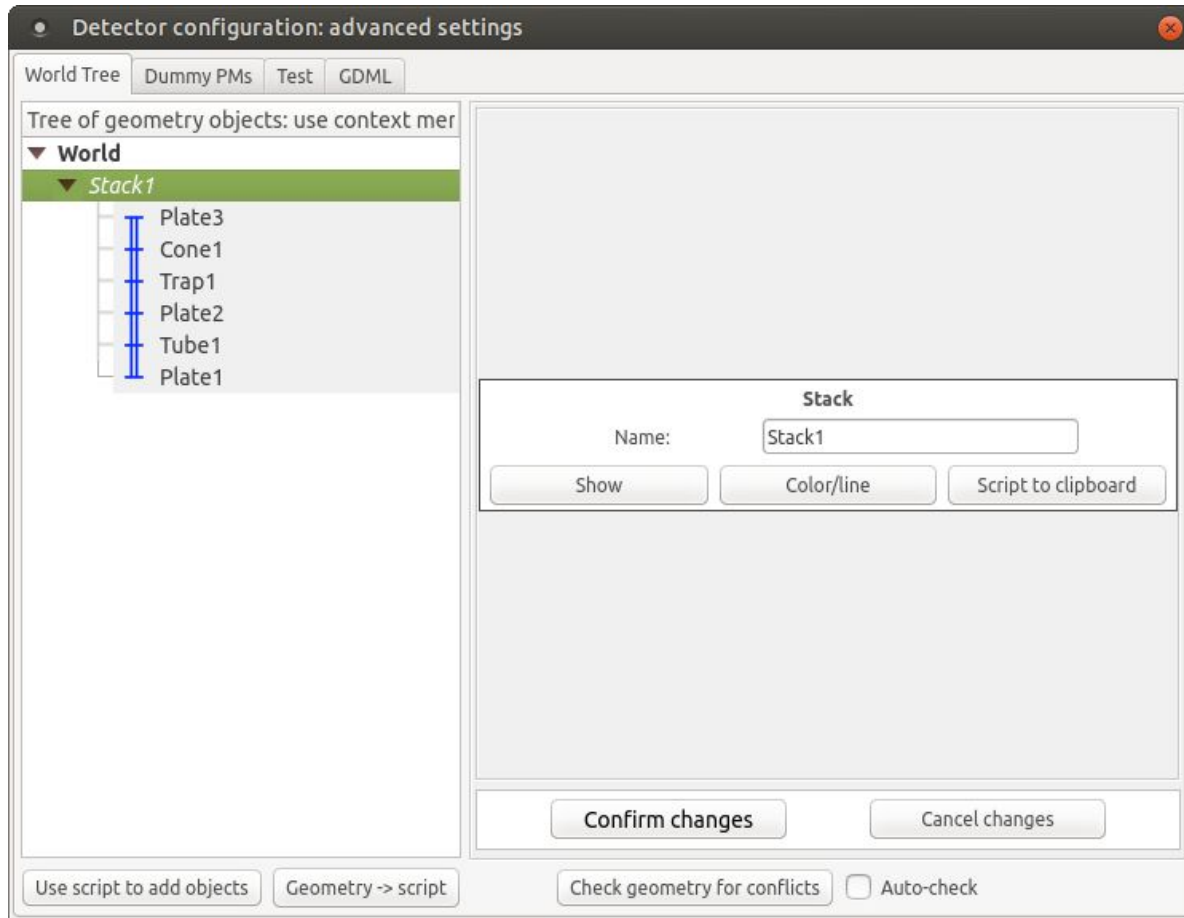 Detector configuration: advanced settings
World Tree Dummy PMs Test GDML
Tree of geometry objects: use context mer
World
Stack1
Plate3
Cone1
Trap1
Plate2
Tube1
Plate1
Stack
Name: Stack1
Show Color/line Script to clipboard
Confirm changes Cancel changes
Use script to add objects Geometry -> script Check geometry for conflicts Auto-check